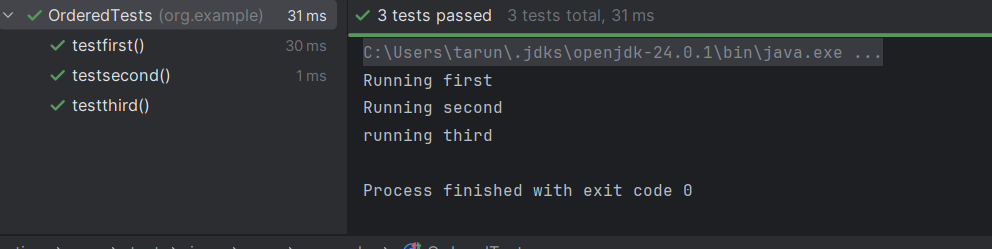 OrderedTests (org.example) 31 ms
testfirst() 30 ms
testsecond() 1 ms
testthird()
3 tests passed 3 tests total, 31 ms
C:\Users\tarun\.jdks\openjdk-24.0.1\bin\java.exe ...
Running first
Running second
running third
Process finished with exit code 0